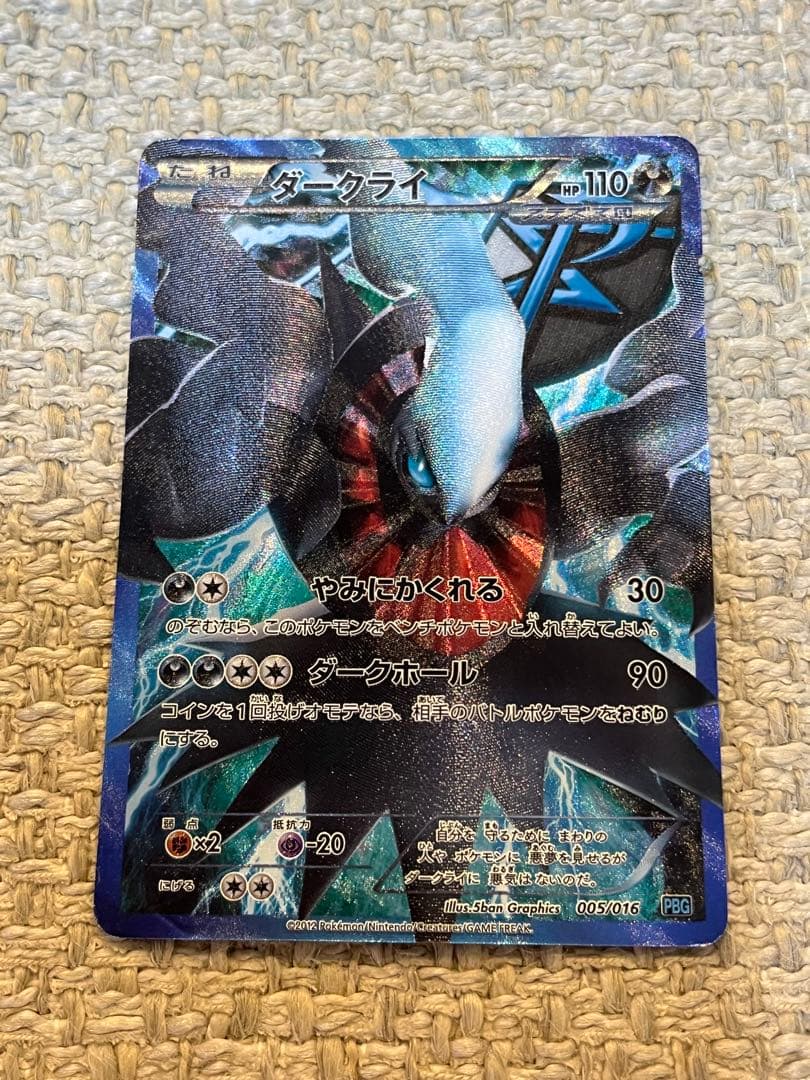 たね ダークライ HP110
プラズマ団
やみにかくれる 30
のぞむなら、このポケモンをベンチポケモンと入れ替えてよい。
ダークホール 90
コインを1回投げオモテなら、相手のバトルポケモンをねむり
にする。
弱点 抵抗力
×2 -20
自分を 守るために まわりの
人や ポケモンに 悪夢を見せるが
ダークライに 悪気は ないのだ。
にげる
Illus.5ban Graphics 005/016 PBG
©2012 Pokémon/Nintendo/Creatures/GAME FREAK.